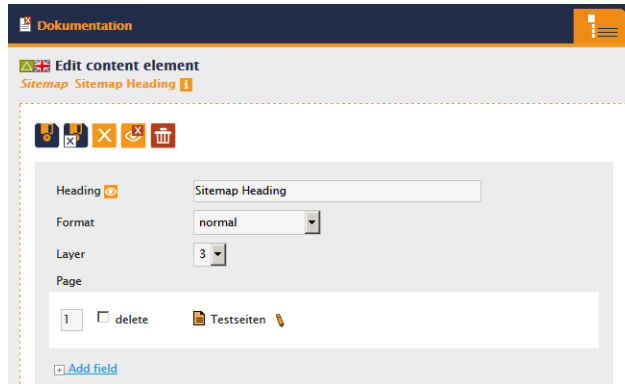 Dokumentation
Edit content element
Sitemap Sitemap Heading i
Heading Sitemap Heading
Format normal
Layer 3
Page
1 delete Testseiten
Add field